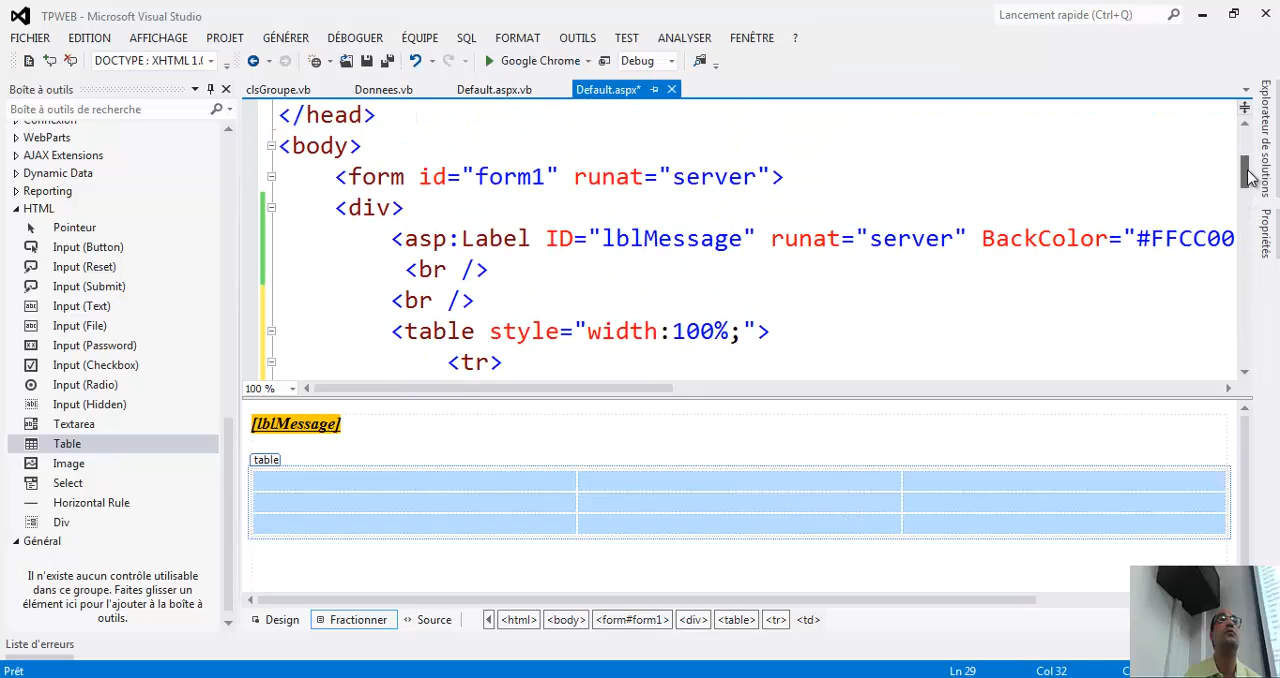 TPWEB - Microsoft Visual Studio
Lancement rapide (Ctrl+Q)
FICHIER EDITION AFFICHAGE PROJET GÉNÉRER DÉBOGUER ÉQUIPE SQL FORMAT OUTILS TEST ANALYSER FENÊTRE ?
DOCTYPE : XHTML 1.( Google Chrome Debug
Boîte à outils
clsGroupe.vb Donnees.vb Default.aspx.vb Default.aspx*
Boîte à outils de recherche
Connexion
WebParts
AJAX Extensions
Dynamic Data
Reporting
HTML
Pointeur
Input (Button)
Input (Reset)
Input (Submit)
Input (Text)
Input (File)
Input (Password)
Input (Checkbox)
Input (Radio)
Input (Hidden)
Textarea
Table
Image
Select
Horizontal Rule
Div
Général
Il n'existe aucun contrôle utilisable
dans ce groupe. Faites glisser un
élément ici pour l'ajouter à la boîte à
outils.
</head>
<body>
<form id="form1" runat="server">
<div>
<asp:Label ID="lblMessage" runat="server" BackColor="#FFCC00
<br />
<br />
<table style="width:100%;">
<tr>
100 %
[lblMessage]
table
Design Fractionner Source <html> <body> <form#form1> <div> <table> <tr> <td>
Explorateur de solutions
Propriétés
Liste d'erreurs
Prêt Ln 29 Col 32